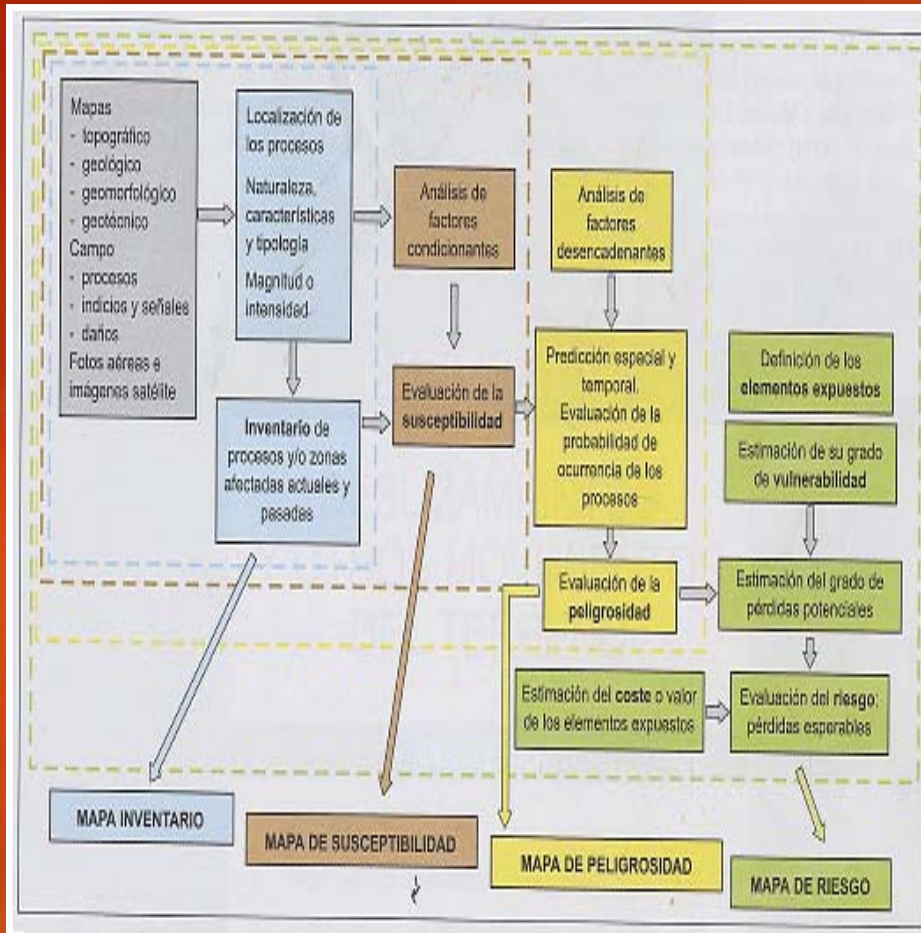 Mapas
- topográfico
- geológico
- geomorfológico
- geotécnico
Campo
- procesos
- indicios y señales
- daños
Fotos aéreas e
imágenes satélite
Localización de
los procesos
Naturaleza,
características
y tipología
Magnitud o
intensidad
Inventario de
procesos y/o zonas
afectadas actuales y
pasadas
Análisis de
factores
condicionantes
Evaluación de la
susceptibilidad
Análisis de
factores
desencadenantes
Predicción espacial y
temporal.
Evaluación de la
probabilidad de
ocurrencia de los
procesos
Evaluación de la
peligrosidad
Definición de los
elementos expuestos
Estimación de su grado
de vulnerabilidad
Estimación del grado de
pérdidas potenciales
Estimación del coste o valor
de los elementos expuestos
Evaluación del riesgo:
pérdidas esperables
MAPA INVENTARIO
MAPA DE SUSCEPTIBILIDAD
MAPA DE PELIGROSIDAD
MAPA DE RIESGO